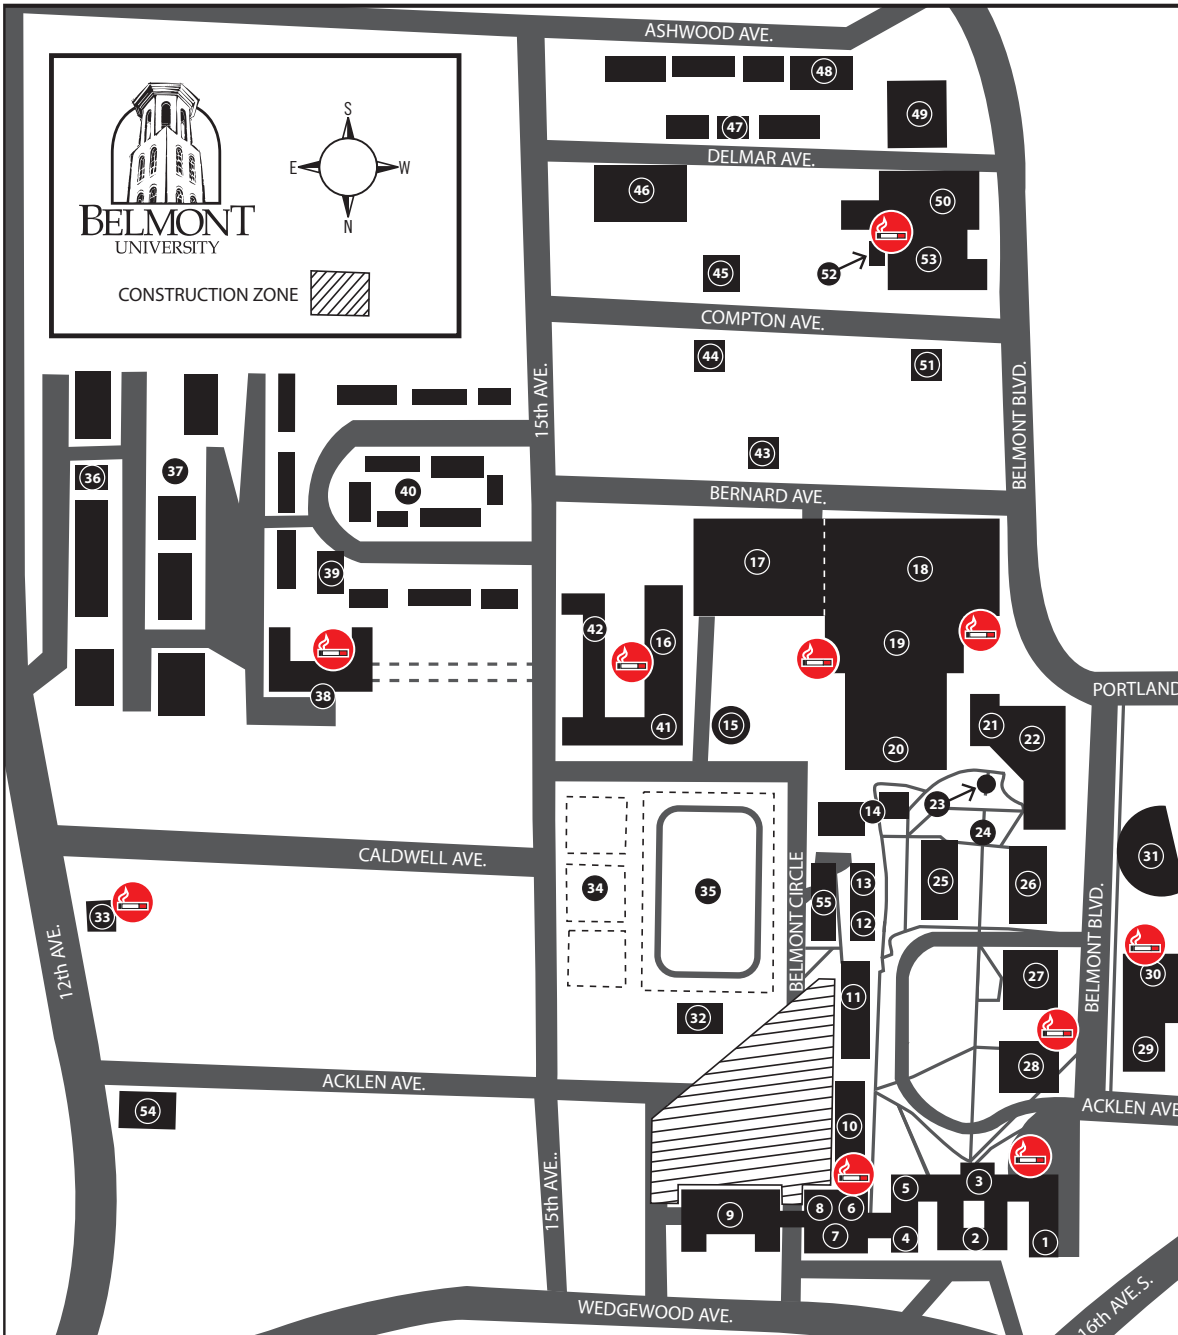 ASHWOOD AVE.
48
49
47
DELMAR AVE.
S
E
W
N
BELMONT
UNIVERSITY
CONSTRUCTION ZONE
46
50
45
52
53
COMPTON AVE.
44
51
15th AVE.
BELMONT BLVD.
43
36
37
40
BERNARD AVE.
17
18
39
42
16
19
38
41
15
20
21
22
PORTLAND
23
14
24
CALDWELL AVE.
31
34
35
BELMONT CIRCLE
55
13
12
25
26
33
12th AVE.
BELMONT BLVD.
27
30
11
32
28
29
ACKLEN AVE.
ACKLEN AVE
54
10
15th AVE..
9
8
6
7
5
4
3
2
1
WEDGEWOOD AVE.
16th AVE. S.